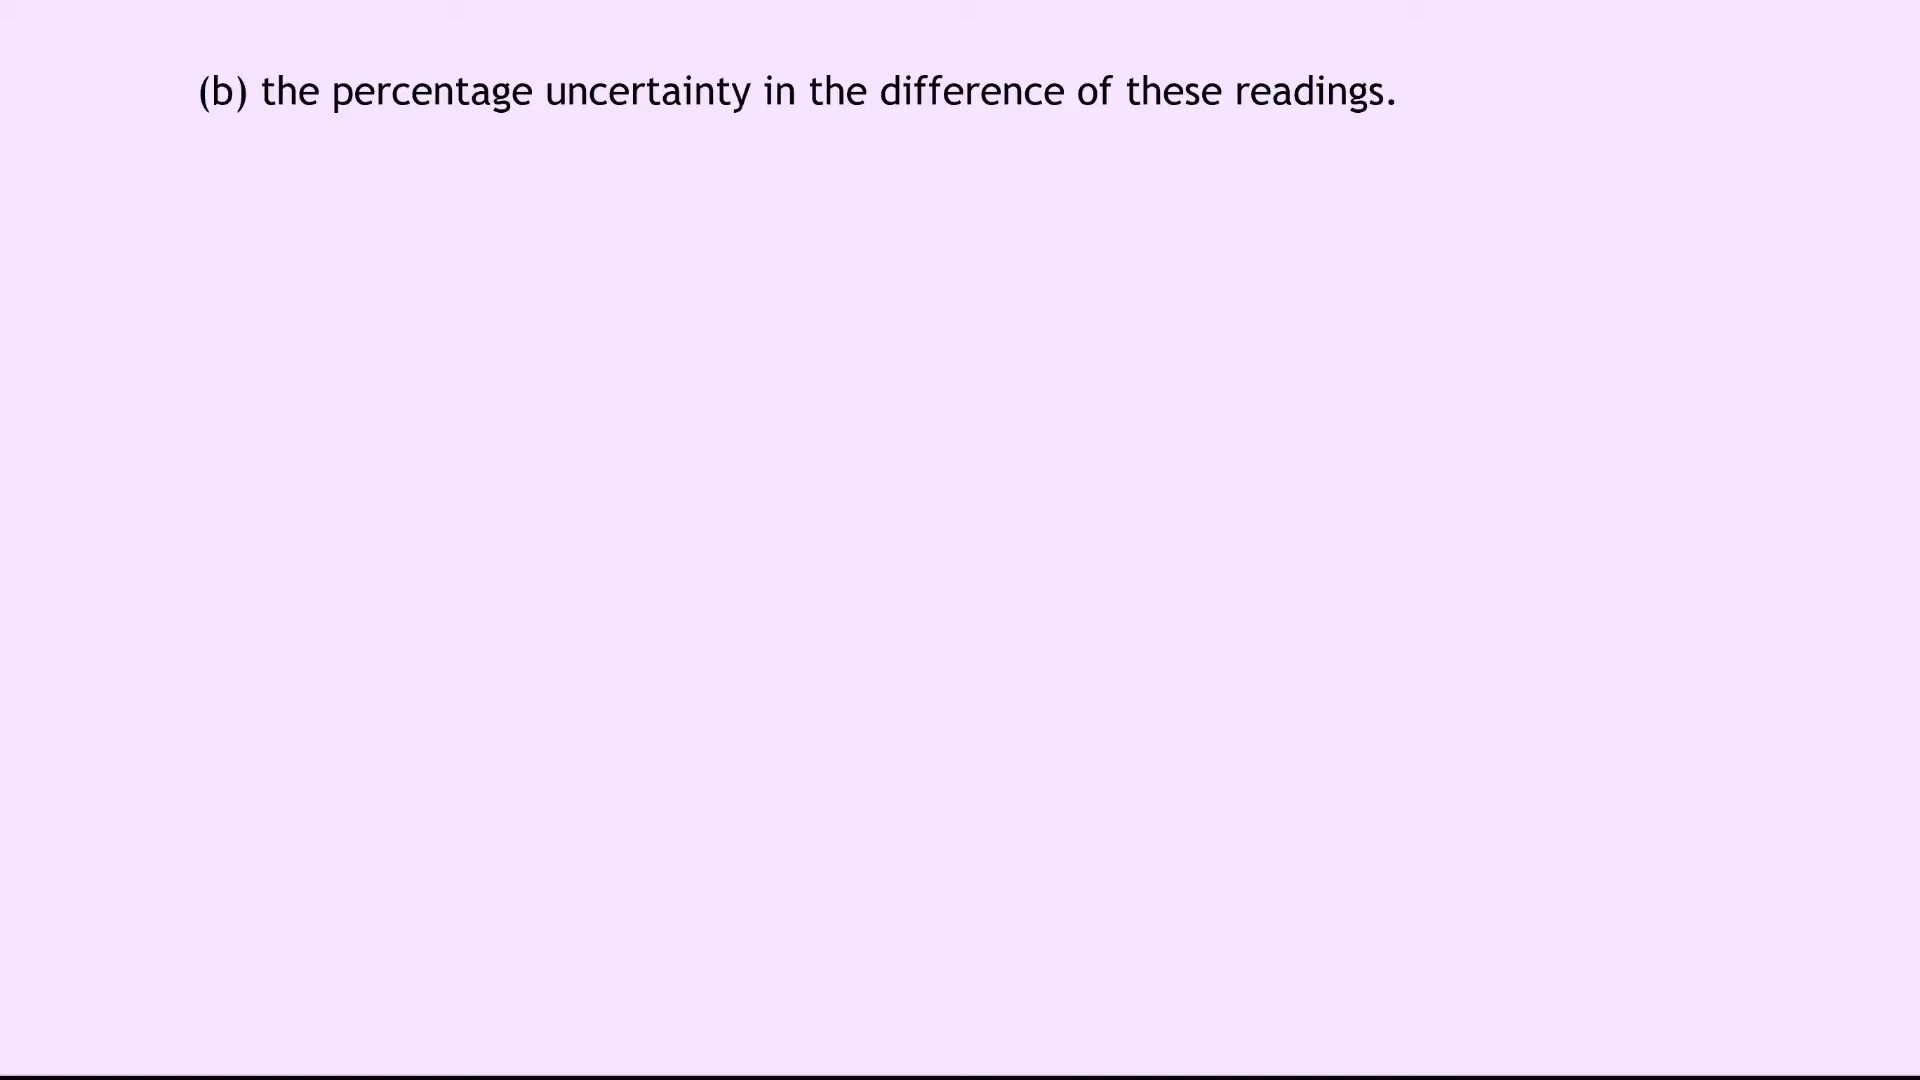 (b) the percentage uncertainty in the difference of these readings.